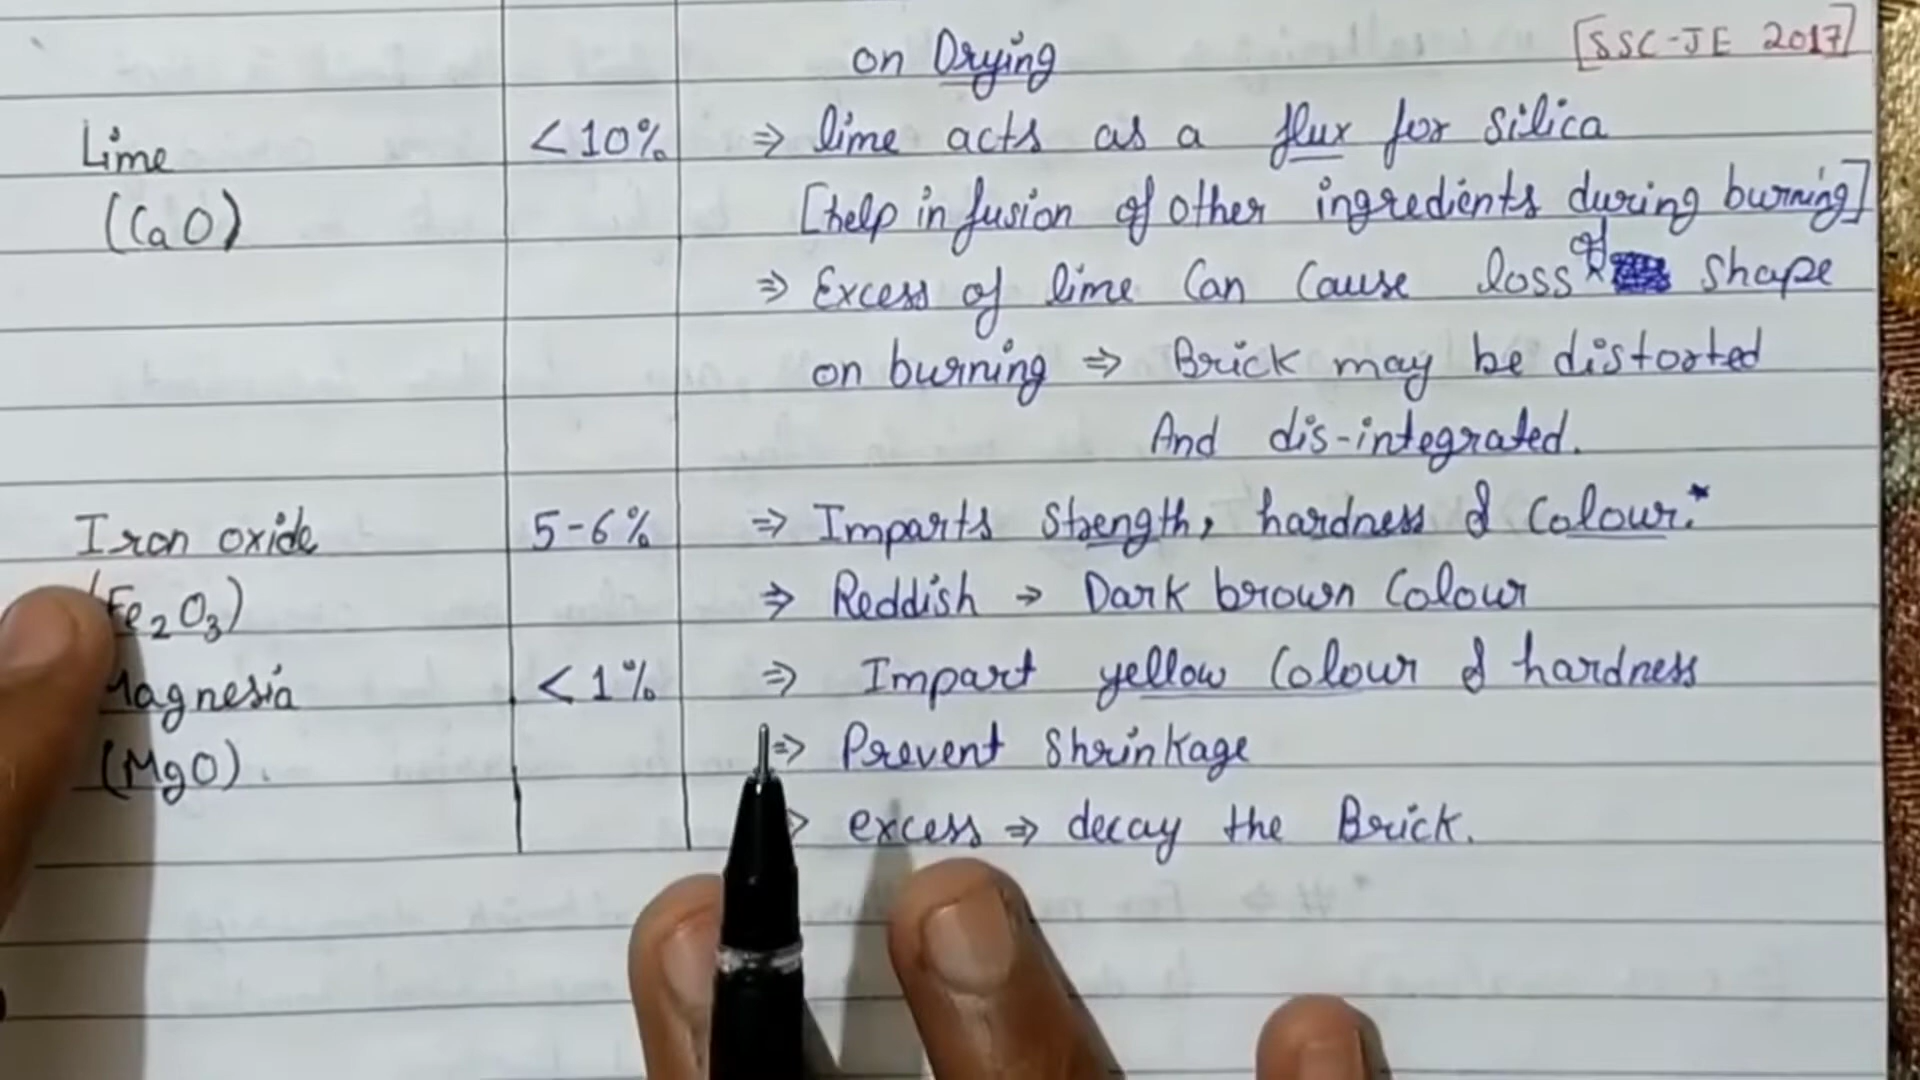 on Drying [SSC-JE 2017]
Lime <10% ⇒ lime acts as a flux for silica
(CaO) [help in fusion of other ingredients during burning]
⇒ Excess of lime Can Cause loss of shape
on burning ⇒ Brick may be distorted
And dis-integrated.
Iron oxide 5-6% ⇒ Imparts Strength, hardness & Colour.*
(Fe2O3) ⇒ Reddish → Dark brown Colour
Magnesia <1% ⇒ Impart yellow Colour & hardness
(MgO). ⇒ Prevent Shrinkage
⇒ excess ⇒ decay the Brick.